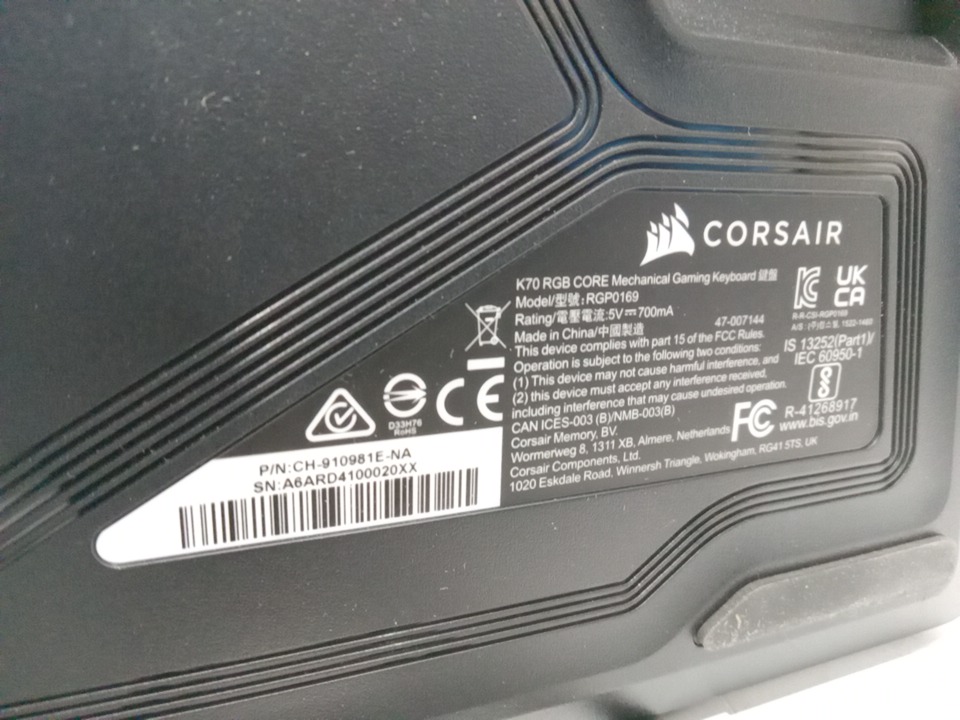 CORSAIR
K70 RGB CORE Mechanical Gaming Keyboard 鍵盤
Model/型號:RGP0169
Rating/電壓電流:5V⎓700mA
Made in China/中國製造 47-007144
This device complies with part 15 of the FCC Rules.
Operation is subject to the following two conditions:
(1) This device may not cause harmful interference, and
(2) this device must accept any interference received,
including interference that may cause undesired operation.
CAN ICES-003 (B)/NMB-003(B)
Corsair Memory, BV.
Wormerweg 8, 1311 XB, Almere, Netherlands
Corsair Components, Ltd.
1020 Eskdale Road, Winnersh Triangle, Wokingham, RG41 5TS, UK
UK
CA
R-R-CSI-RGP0169
A/S 1522-1460
IS 13252(Part1)/
IEC 60950-1
R-41268917
www.bis.gov.in
FC
CE
D33H76
RoHS
P/N:CH-910981E-NA
SN:A6ARD4100020XX